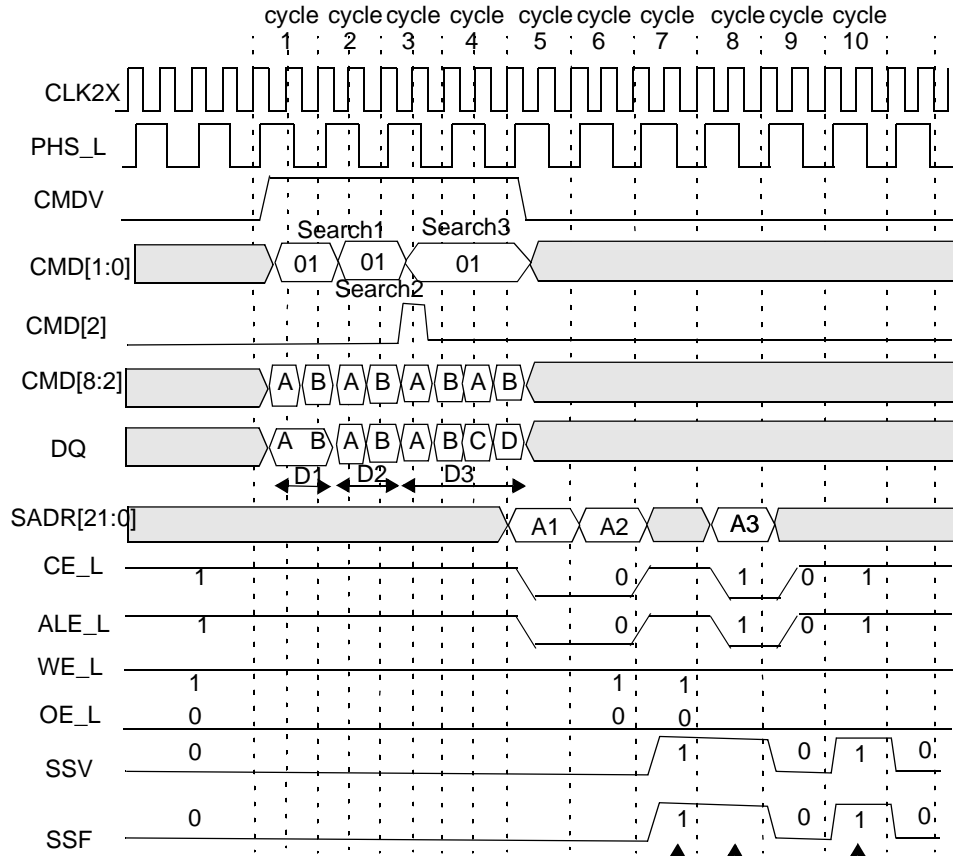 cycle cycle cycle cycle cycle cycle cycle cycle cycle cycle
1 2 3 4 5 6 7 8 9 10
CLK2X
PHS_L
CMDV
Search1 Search3
CMD[1:0] 01 01 01
Search2
CMD[2]
CMD[8:2] A B A B A B A B
DQ A B A B A B C D
D1 D2 D3
SADR[21:0] A1 A2 A3
CE_L 1 0 1 0 1
ALE_L 1 0 1 0 1
WE_L
1 1 1
OE_L 0 0 0
SSV 0 1 0 1 0
SSF 0 1 0 1 0